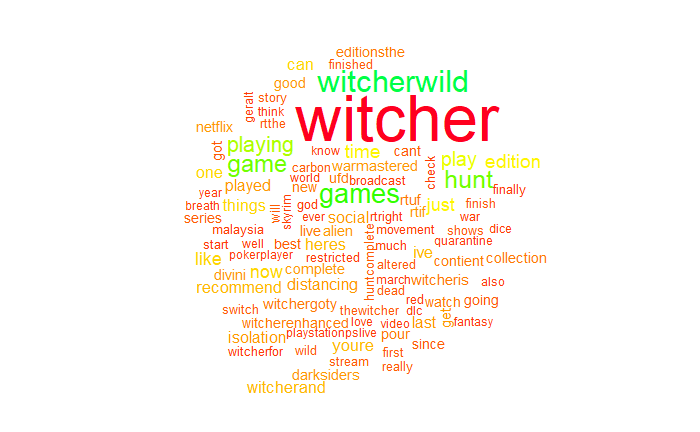 editionsthe
can finished
good witcherwild
geralt story
think witcher
rtthe
netflix
got playing know time cant
game carbon warmastered check play edition
one world ufd broadcast hunt finally
year played new games rtuf
breath things will skyrim god rtif just finish
series ever social rtright war
malaysia live alien movement shows dice
start well best heres huntcomplete much quarantine
pokerplayer restricted ive
like now complete altered contient collection
divini march witcheris also
recommend distancing dead
red watch going
switch witchergoty thewitcher dlc get
witcherenhanced love video last fantasy
isolation playstationpslive pour since
witcherfor wild youre first
stream really
darksiders
witcherand